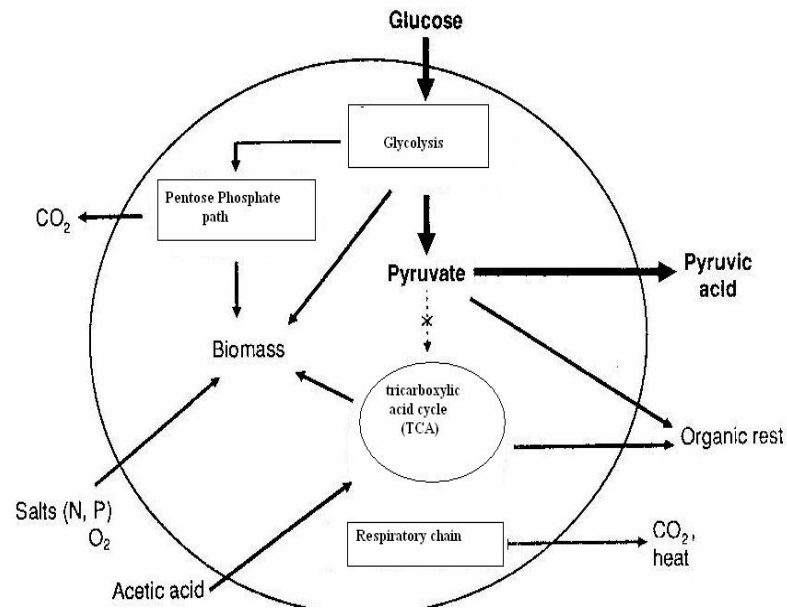 Glucose
Glycolysis
Pentose Phosphate
path
CO2
Pyruvate
Pyruvic
acid
Biomass
tricarboxylic
acid cycle
(TCA)
Organic rest
Salts (N, P)
O2
Respiratory chain
CO2,
heat
Acetic acid